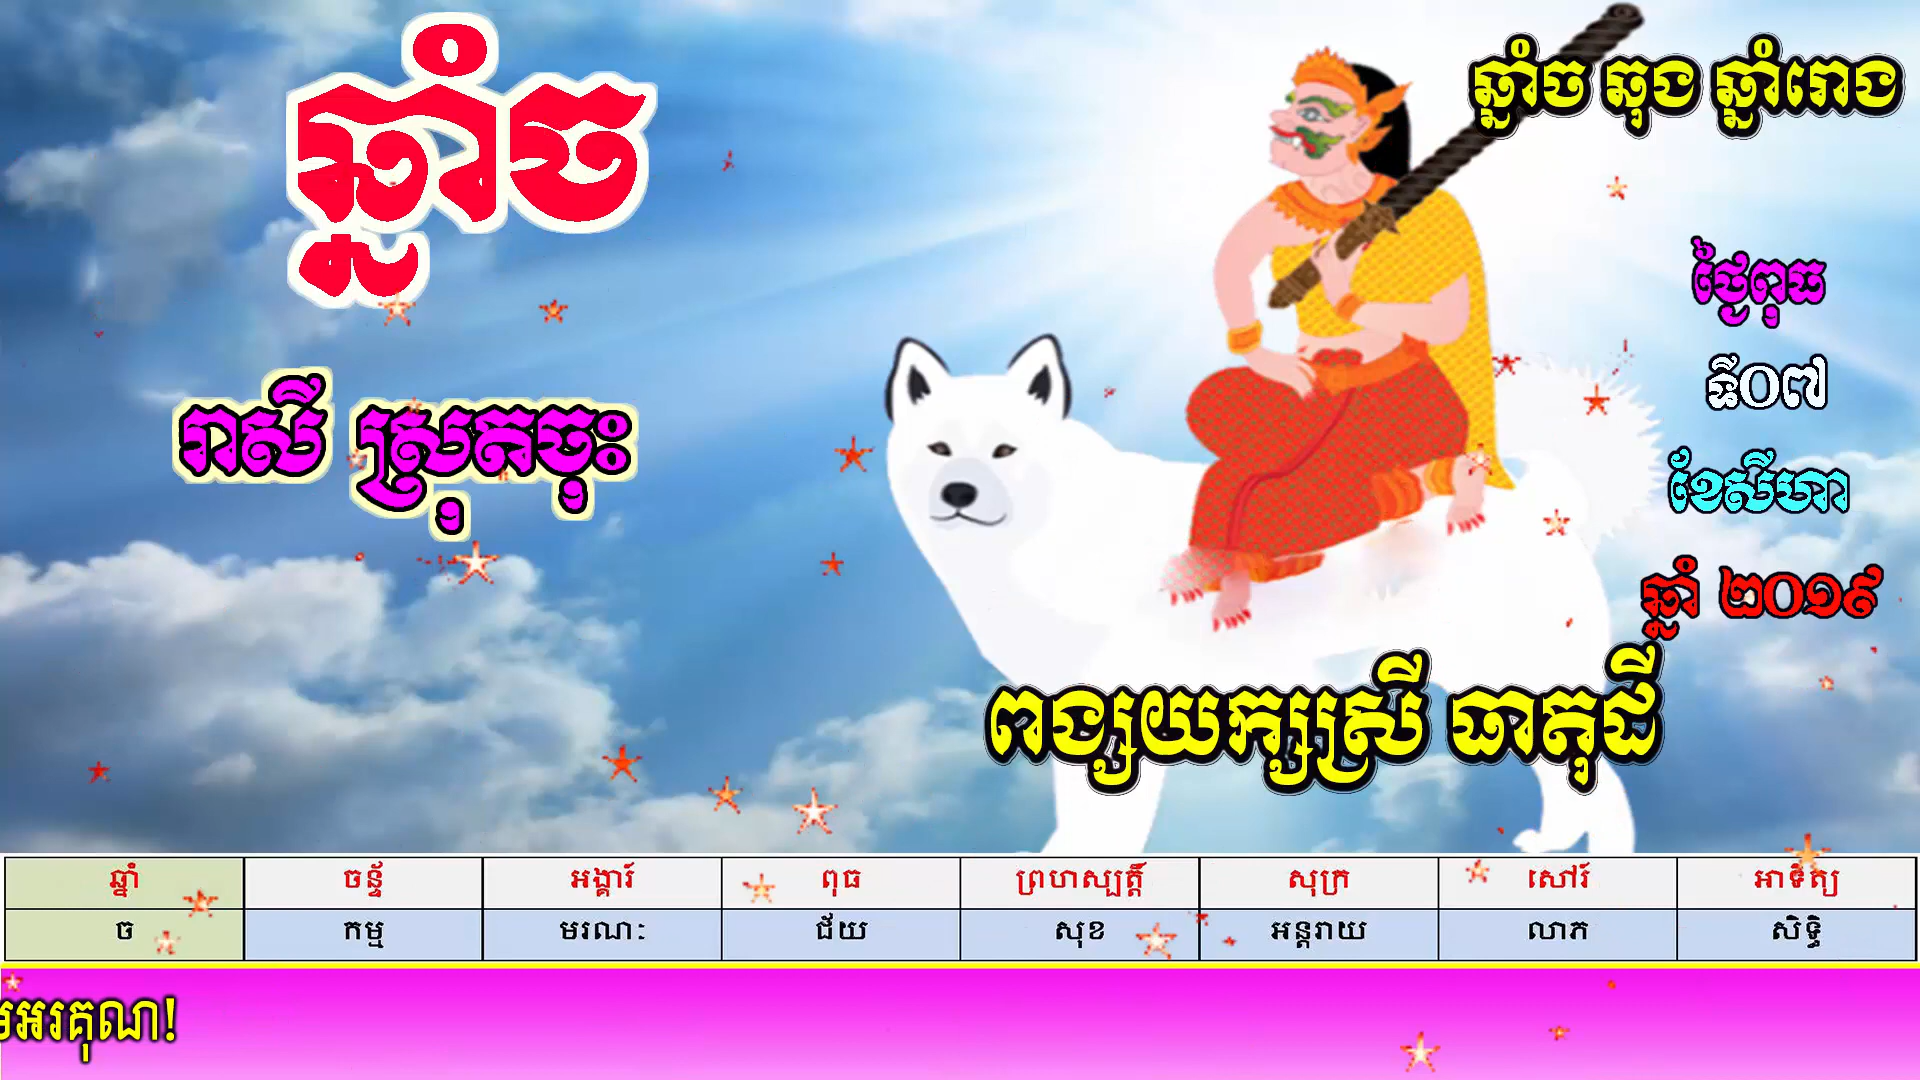 ឆ្នាំច
រាសី ស្រុតចុះ
ឆ្នាំច ឆុង ឆ្នាំរោង
ថ្ងៃពុធ
ទី០៧
ខែសីហា
ឆ្នាំ ២០១៩
ពង្សយក្សស្រី ធាតុដី
ឆ្នាំ ចន្ទ័ អង្គារ៍ ពុធ ព្រហស្បត្តិ៍ សុក្រ សៅរ៍ អាទិត្យ
ច កម្ម មរណៈ ជ័យ សុខ អន្តរាយ លាភ សិទ្ធិ
អរគុណ!